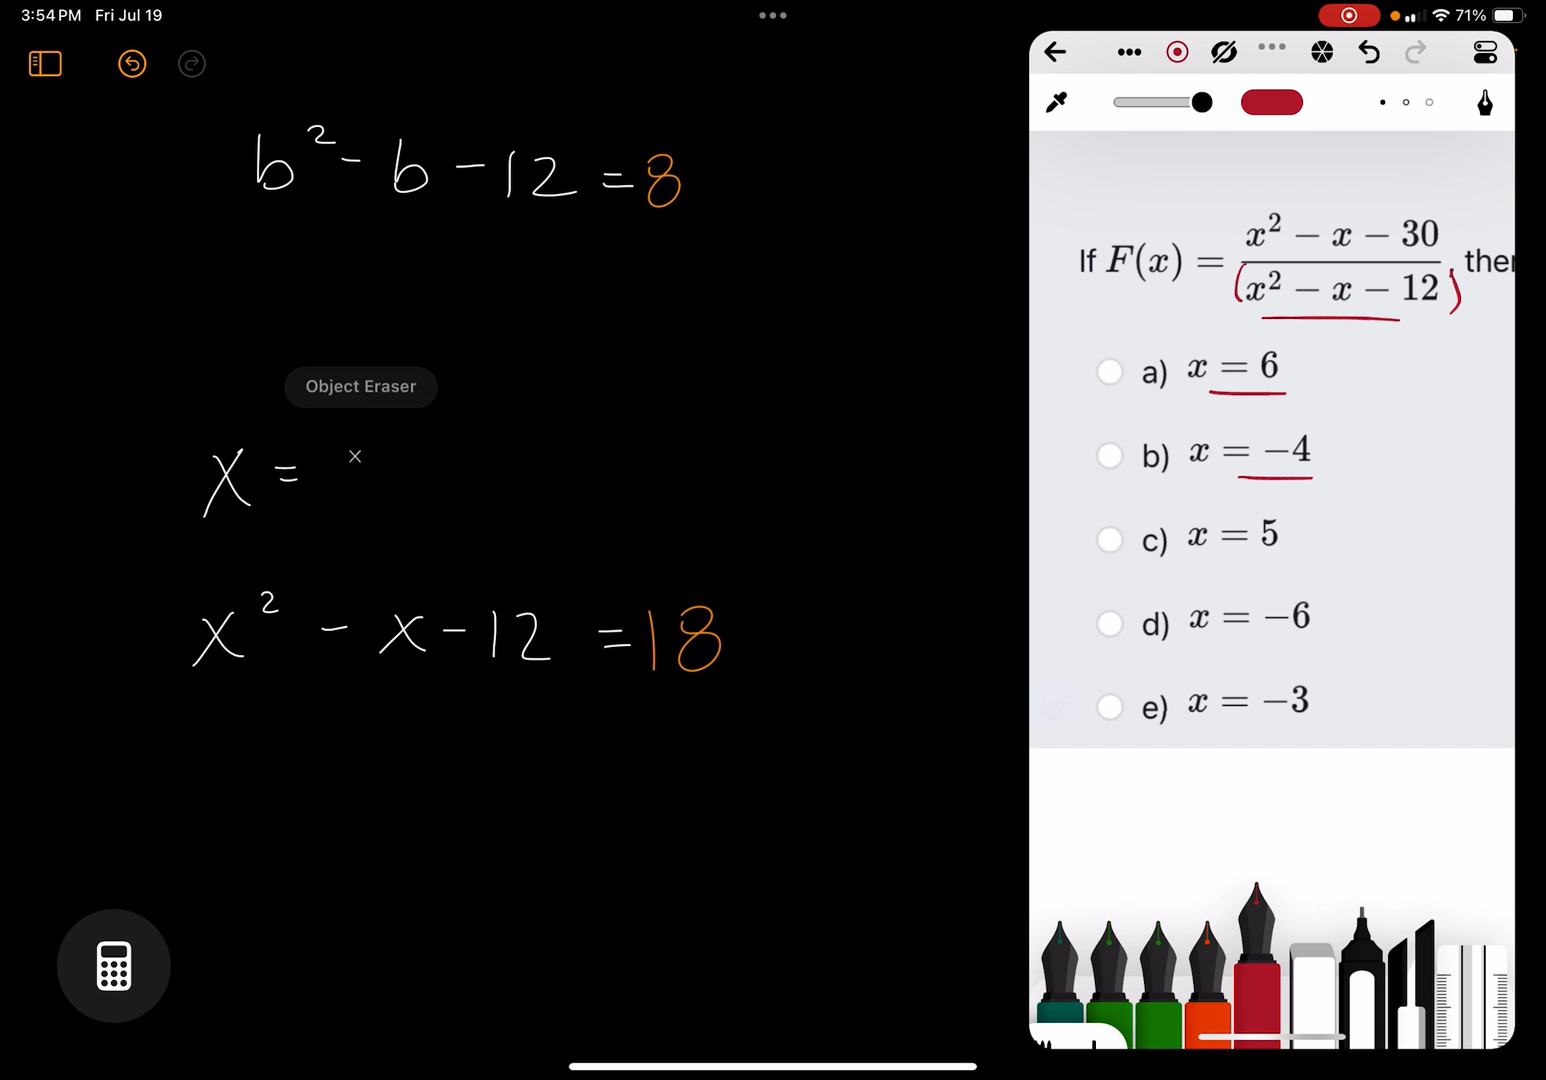 3:54 PM Fri Jul 19
71%
b² - b - 12 = 8
Object Eraser
x =
x² - x - 12 = 18
If F(x) = (x² − x − 30)/(x² − x − 12), then
a) x = 6
b) x = −4
c) x = 5
d) x = −6
e) x = −3